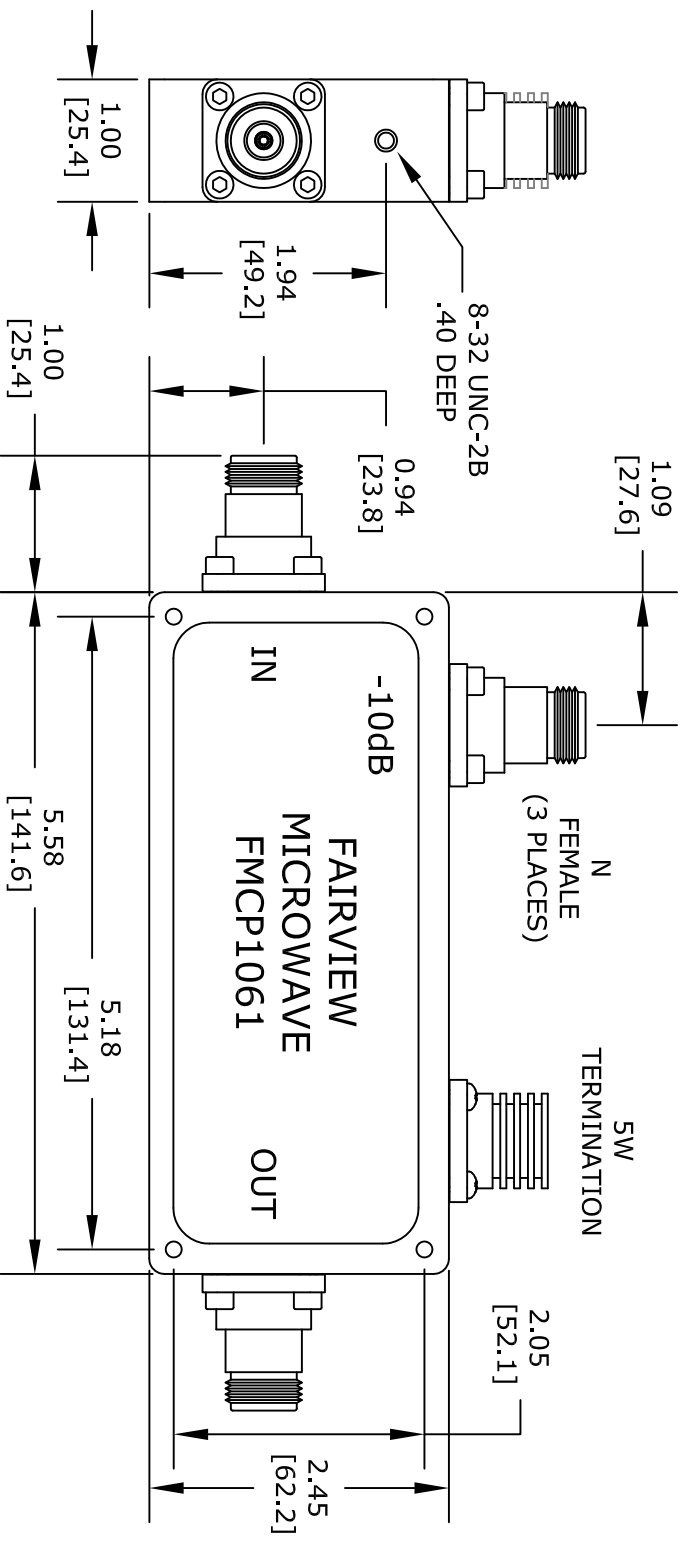 1.00
[25.4]
1.94
[49.2]
8-32 UNC-2B
.40 DEEP
1.00
[25.4]
0.94
[23.8]
1.09
[27.6]
N
FEMALE
(3 PLACES)
5W
TERMINATION
-10dB
IN
FAIRVIEW
MICROWAVE
FMCP1061
OUT
5.58
[141.6]
5.18
[131.4]
2.05
[52.1]
2.45
[62.2]